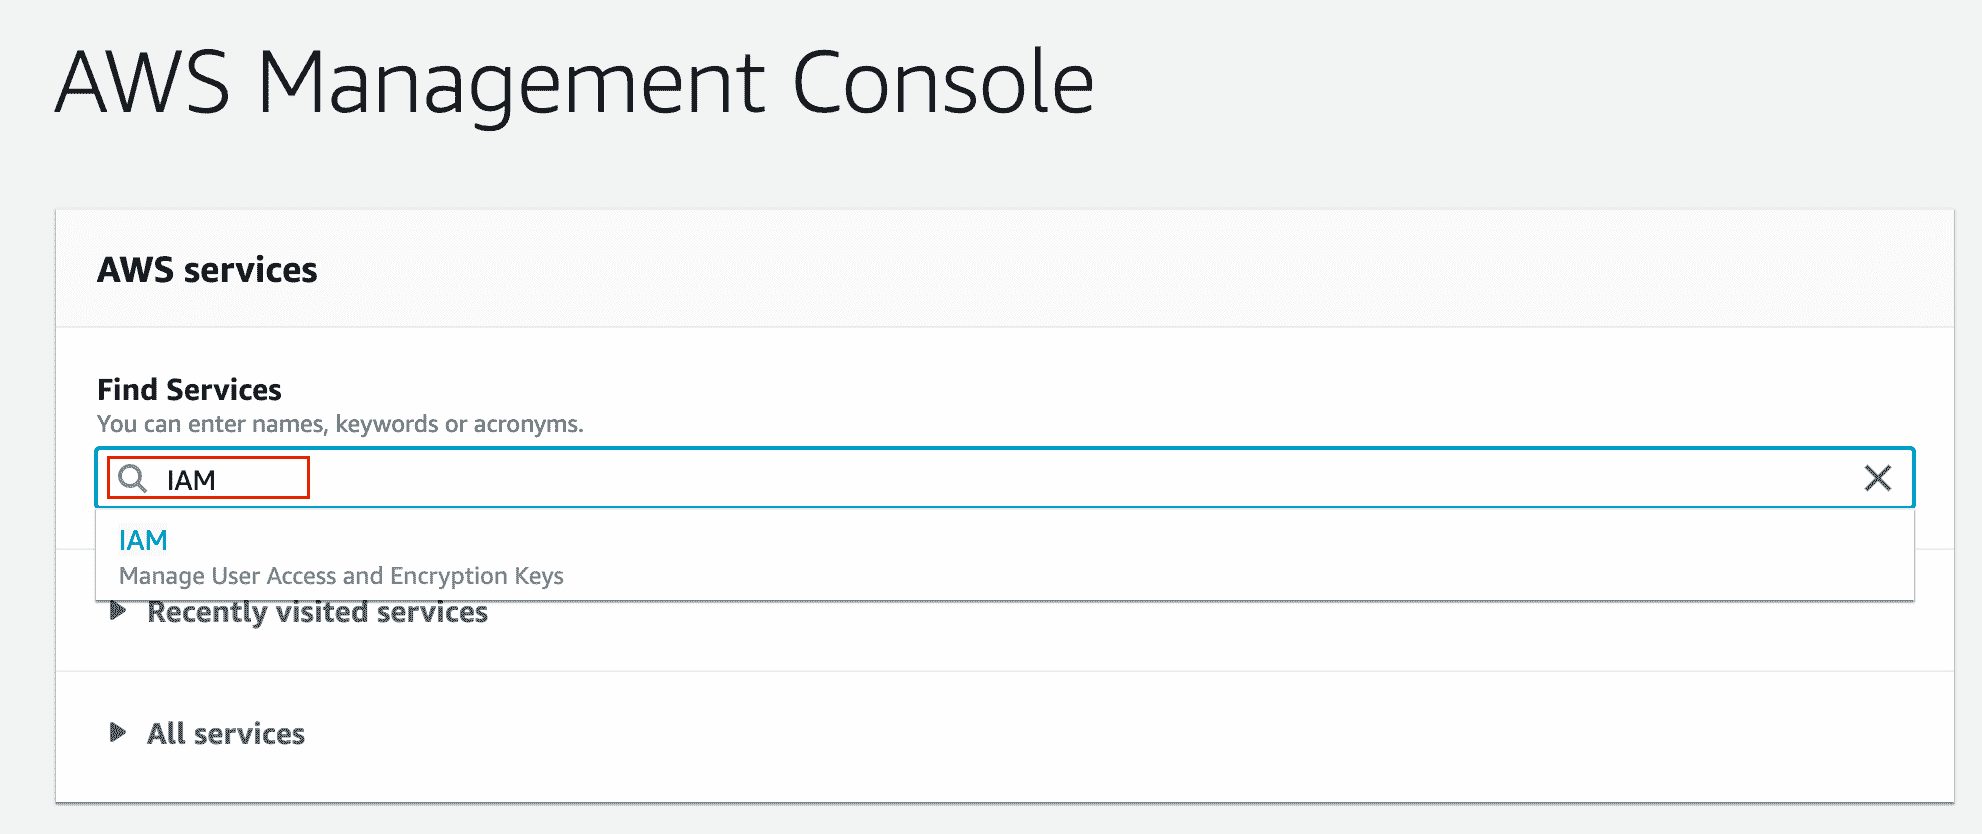 AWS Management Console
AWS services
Find Services
You can enter names, keywords or acronyms.
IAM
IAM
Manage User Access and Encryption Keys
Recently visited services
All services